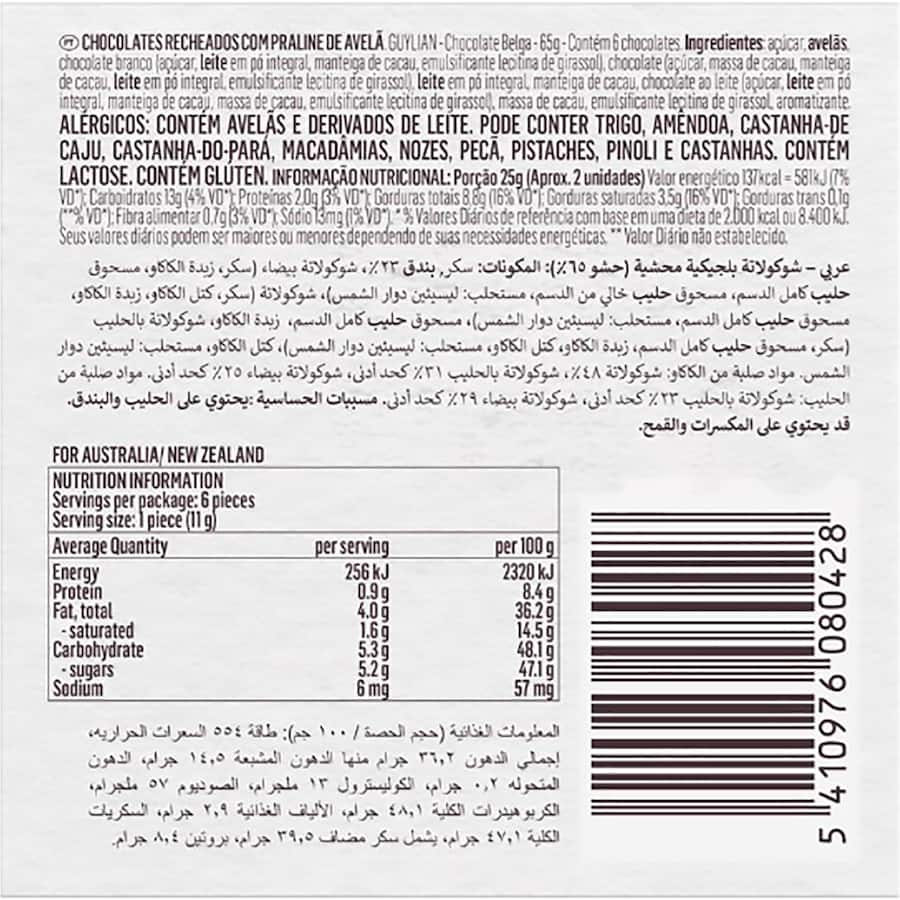 PT CHOCOLATES RECHEADOS COM PRALINE DE AVELÃ. GUYLIAN - Chocolate Belga - 65g - Contém 6 chocolates. Ingredientes: açúcar, avelãs,
chocolate branco (açúcar, leite em pó integral, manteiga de cacau, emulsificante lecitina de girassol), chocolate (açúcar, massa de cacau, manteiga
de cacau, leite em pó integral, emulsificante lecitina de girassol), leite em pó integral, manteiga de cacau, chocolate ao leite (açúcar, leite em pó
integral, manteiga de cacau, massa de cacau, emulsificante lecitina de girassol), massa de cacau, emulsificante lecitina de girassol, aromatizante.
ALÉRGICOS: CONTÉM AVELÃS E DERIVADOS DE LEITE. PODE CONTER TRIGO, AMÊNDOA, CASTANHA-DE
CAJU, CASTANHA-DO-PARÁ, MACADÂMIAS, NOZES, PECÃ, PISTACHES, PINOLI E CASTANHAS. CONTÉM
LACTOSE. CONTÉM GLÚTEN. INFORMAÇÃO NUTRICIONAL: Porção 25g (Aprox. 2 unidades) Valor energético 137kcal = 581kJ (7%
VD*); Carboidratos 13g (4% VD*); Proteínas 2.0g (3% VD*); Gorduras totais 8.8g (16% VD*); Gorduras saturadas 3.5g (16% VD*); Gorduras trans 0,1g
(**% VD*); Fibra alimentar 0.7g (3% VD*); Sódio 13mg (1% VD*). * % Valores Diários de referência com base em uma dieta de 2.000 kcal ou 8.400 kJ.
Seus valores diários podem ser maiores ou menores dependendo de suas necessidades energéticas. ** Valor Diário não estabelecido.
عربي – شوكولاتة بلجيكية محشية (حشو ٦٥٪): المكونات: سكر, بندق ٢٣٪، شوكولاتة بيضاء (سكر، زبدة الكاكاو، مسحوق
حليب كامل الدسم، مسحوق حليب خالي من الدسم، مستحلب: ليسيثين دوار الشمس)، شوكولاتة (سكر، كتل الكاكاو، زبدة الكاكاو،
مسحوق حليب كامل الدسم، مستحلب: ليسيثين دوار الشمس)، مسحوق حليب كامل الدسم، زبدة الكاكاو، شوكولاتة بالحليب
(سكر، مسحوق حليب كامل الدسم، زبدة الكاكاو، كتل الكاكاو، مستحلب: ليسيثين دوار الشمس)، كتل الكاكاو، مستحلب: ليسيثين دوار
الشمس. مواد صلبة من الكاكاو: شوكولاتة ٤٨٪، شوكولاتة بالحليب ٣١٪ كحد أدنى، شوكولاتة بيضاء ٢٥٪ كحد أدنى. مواد صلبة من
الحليب: شوكولاتة بالحليب ٢٣٪ كحد أدنى، شوكولاتة بيضاء ٢٩٪ كحد أدنى. مسببات الحساسية :يحتوي على الحليب والبندق.
قد يحتوي على المكسرات والقمح.
FOR AUSTRALIA/ NEW ZEALAND
NUTRITION INFORMATION
Servings per package: 6 pieces
Serving size: 1 piece (11 g)
Average Quantity per serving per 100 g
Energy 256 kJ 2320 kJ
Protein 0.9 g 8.4 g
Fat, total 4.0 g 36.2 g
- saturated 1.6 g 14.5 g
Carbohydrate 5.3 g 48.1 g
- sugars 5.2 g 47.1 g
Sodium 6 mg 57 mg
المعلومات الغذائية (حجم الحصة / ١٠٠ جم): طاقة ٥٥٤ السعرات الحراريه،
إجمالي الدهون ٣٦,٢ جرام منها الدهون المشبعة ١٤,٥ جرام، الدهون
المتحوله ٠,٢ جرام، الكوليسترول ١٣ ملجرام، الصوديوم ٥٧ ملجرام،
الكربوهيدرات الكلية ٤٨,١ جرام، الألياف الغذائية ٢,٩ جرام، السكريات
الكلية ٤٧,١ جرام، يشمل سكر مضاف ٣٩,٥ جرام، بروتين ٨,٤ جرام.
5 410976 080428